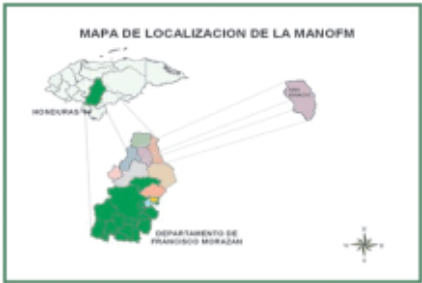 MAPA DE LOCALIZACION DE LA MANOFM
HONDURAS
DEPARTAMENTO DE
FRANCISCO MORAZAN